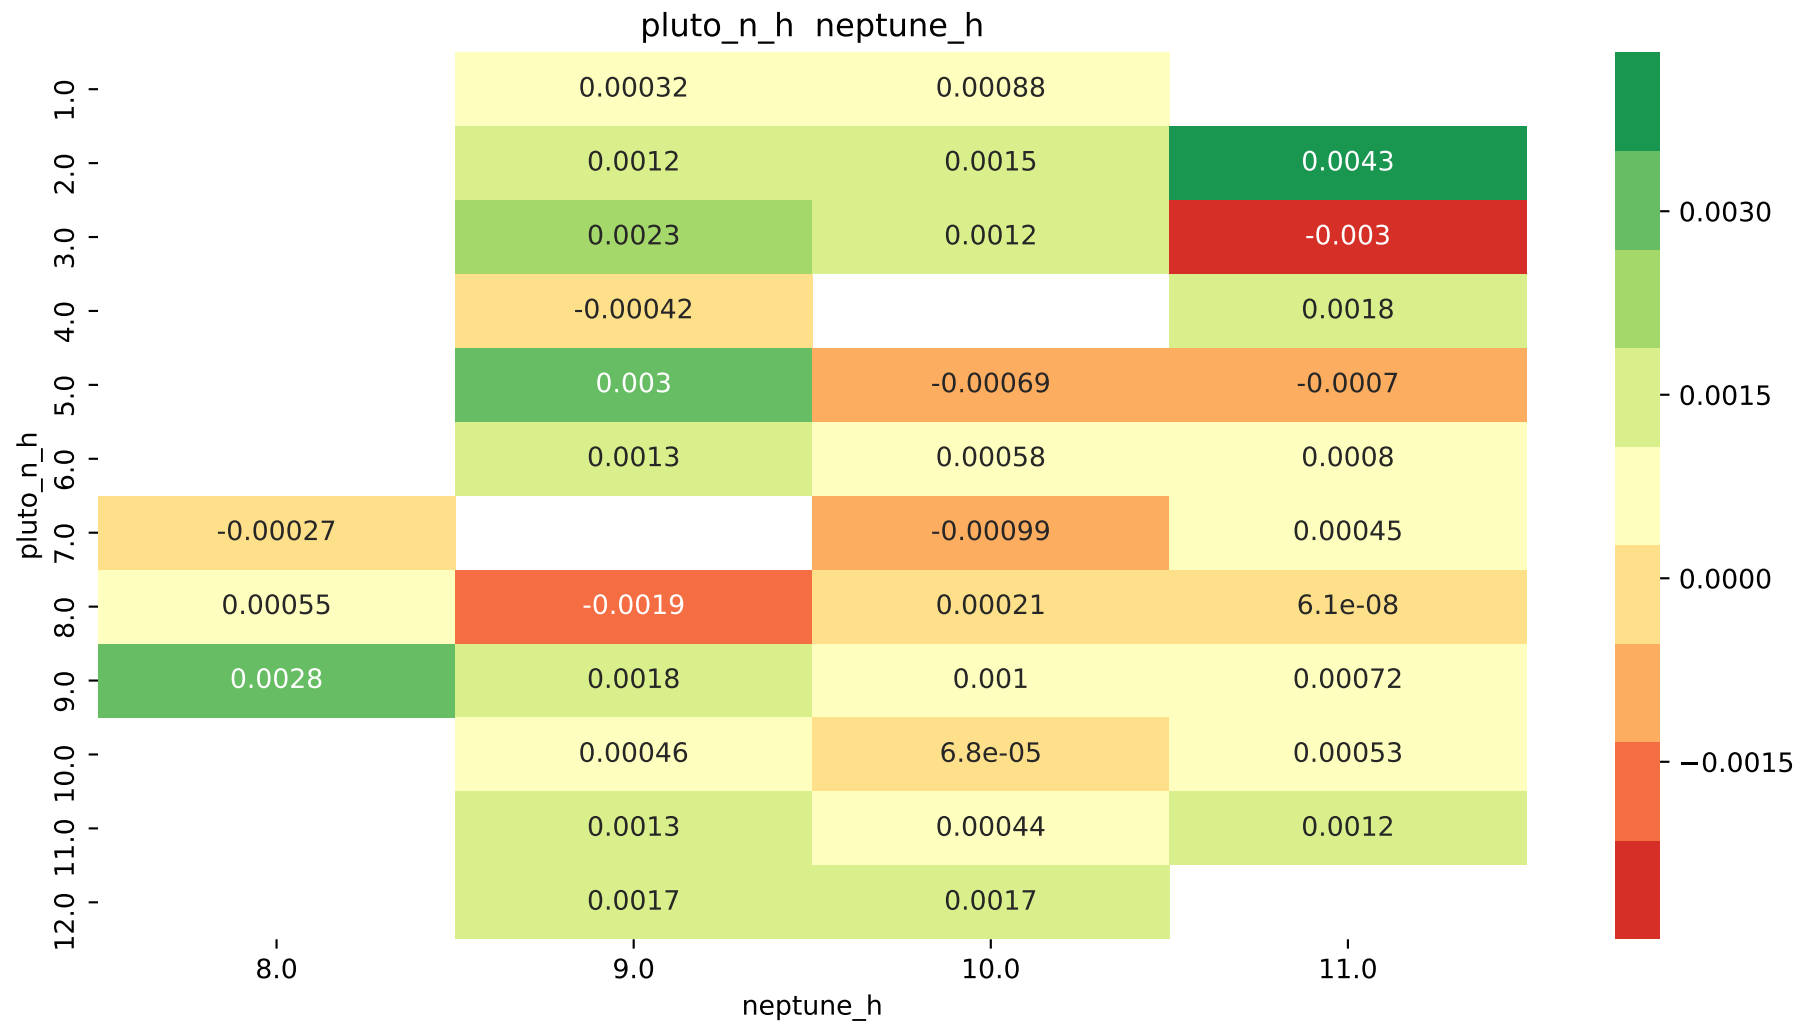 pluto_n_h  neptune_h
1.0 0.00032 0.00088
2.0 0.0012 0.0015 0.0043
3.0 0.0023 0.0012 -0.003
4.0 -0.00042 0.0018
5.0 0.003 -0.00069 -0.0007
6.0 0.0013 0.00058 0.0008
7.0 -0.00027 -0.00099 0.00045
8.0 0.00055 -0.0019 0.00021 6.1e-08
9.0 0.0028 0.0018 0.001 0.00072
10.0 0.00046 6.8e-05 0.00053
11.0 0.0013 0.00044 0.0012
12.0 0.0017 0.0017
8.0 9.0 10.0 11.0
neptune_h
pluto_n_h
0.0030
0.0015
0.0000
−0.0015